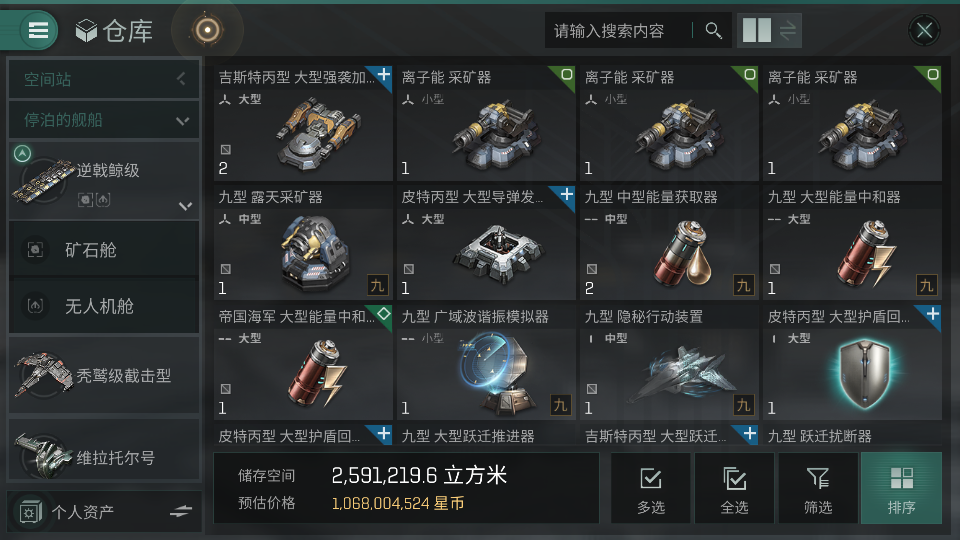 仓库
请输入搜索内容
空间站
停泊的舰船
逆戟鲸级
矿石舱
无人机舱
秃鹫级截击型
维拉托尔号
个人资产
吉斯特丙型 大型强袭加...
大型
2
离子能 采矿器
小型
1
离子能 采矿器
小型
1
离子能 采矿器
小型
1
九型 露天采矿器
中型
1
九
皮特丙型 大型导弹发...
大型
1
九型 中型能量获取器
中型
2
九
九型 大型能量中和器
大型
1
九
帝国海军 大型能量中和...
大型
1
九型 广域波谱振模拟器
小型
1
九
九型 隐秘行动装置
中型
1
九
皮特丙型 大型护盾回...
大型
1
皮特丙型 大型护盾回...
九型 大型跃迁推进器
吉斯特丙型 大型跃迁...
九型 跃迁扰断器
储存空间 2,591,219.6 立方米
预估价格 1,068,004,524 星币
多选
全选
筛选
排序